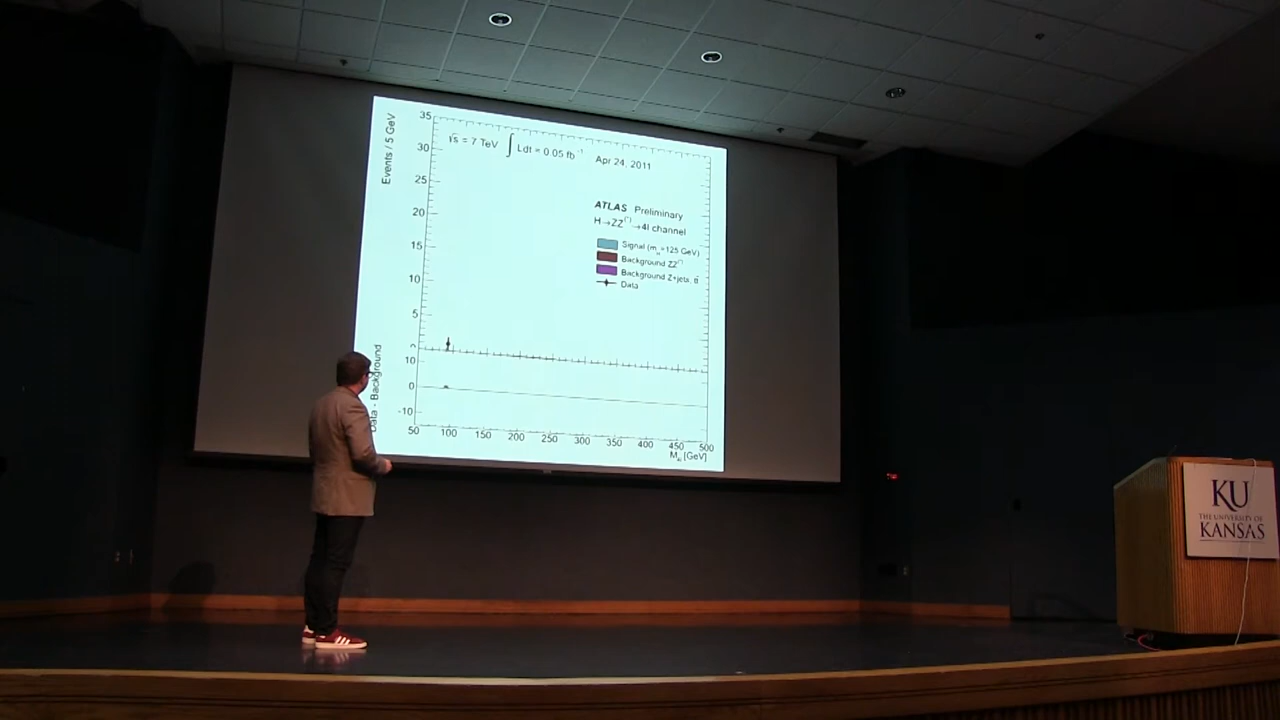 35
30
25
20
15
10
5
10
0
-10
Events / 5 GeV
Data - Background
√s = 7 TeV ∫ Ldt = 0.05 fb⁻¹ Apr 24, 2011
ATLAS Preliminary
H→ZZ⁽*⁾→4l channel
Signal (mH=125 GeV)
Background ZZ⁽*⁾
Background Z+jets, tt̄
Data
50 100 150 200 250 300 350 400 450 500
M4l [GeV]
KU
THE UNIVERSITY OF
KANSAS